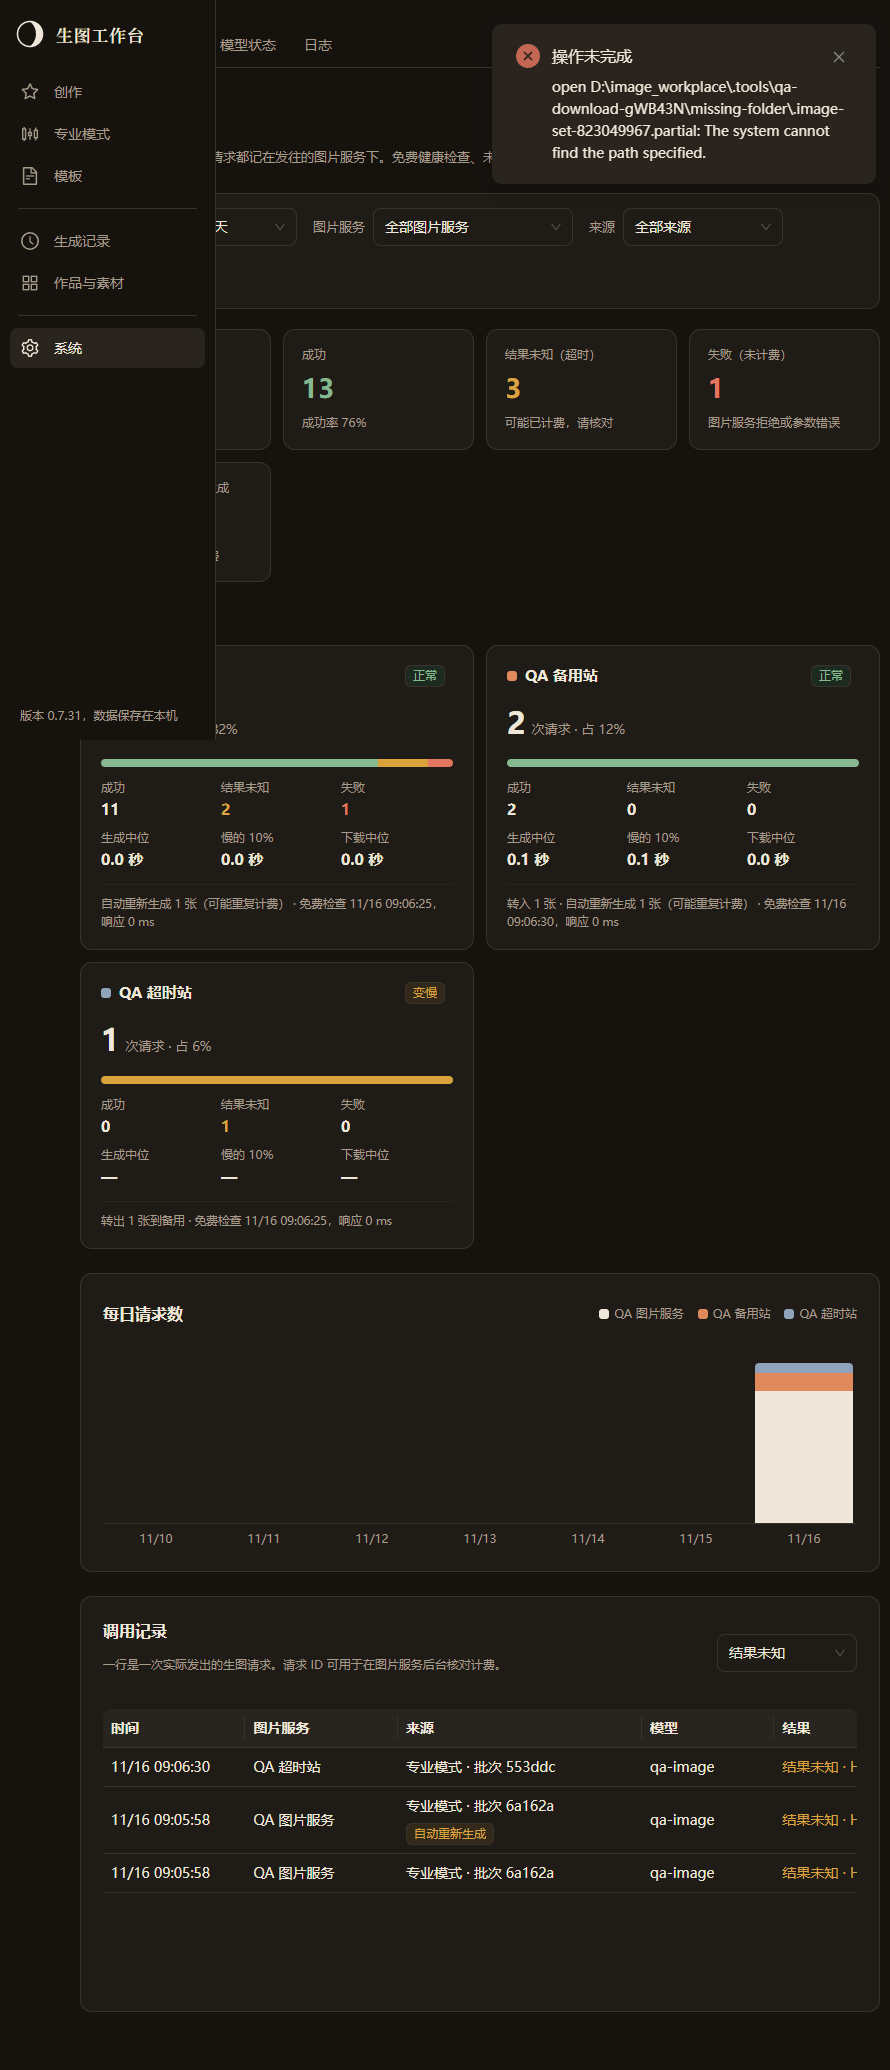 生图工作台
创作
专业模式
模板
生成记录
作品与素材
系统
版本 0.7.31，数据保存在本机
模型状态
日志
操作未完成
open D:\image_workplace\.tools\qa-
download-gWB43N\missing-folder\.image-
set-823049967.partial: The system cannot
find the path specified.
请求都记在发往的图片服务下。免费健康检查、
天
图片服务
全部图片服务
来源
全部来源
成功
13
成功率 76%
结果未知（超时）
3
可能已计费，请核对
失败（未计费）
1
图片服务拒绝或参数错误
成
正常
2%
成功
结果未知
失败
11
2
1
生成中位
慢的 10%
下载中位
0.0 秒
0.0 秒
0.0 秒
自动重新生成 1 张（可能重复计费） · 免费检查 11/16 09:06:25，
响应 0 ms
QA 备用站
正常
2 次请求 · 占 12%
成功
结果未知
失败
2
0
0
生成中位
慢的 10%
下载中位
0.1 秒
0.1 秒
0.0 秒
转入 1 张 · 自动重新生成 1 张（可能重复计费） · 免费检查 11/16
09:06:30，响应 0 ms
QA 超时站
变慢
1 次请求 · 占 6%
成功
结果未知
失败
0
1
0
生成中位
慢的 10%
下载中位
—
—
—
转出 1 张到备用 · 免费检查 11/16 09:06:25，响应 0 ms
每日请求数
QA 图片服务
QA 备用站
QA 超时站
11/10
11/11
11/12
11/13
11/14
11/15
11/16
调用记录
一行是一次实际发出的生图请求。请求 ID 可用于在图片服务后台核对计费。
结果未知
时间
图片服务
来源
模型
结果
11/16 09:06:30
QA 超时站
专业模式 · 批次 553ddc
qa-image
结果未知 ·
11/16 09:05:58
QA 图片服务
专业模式 · 批次 6a162a
自动重新生成
qa-image
结果未知 ·
11/16 09:05:58
QA 图片服务
专业模式 · 批次 6a162a
qa-image
结果未知 ·